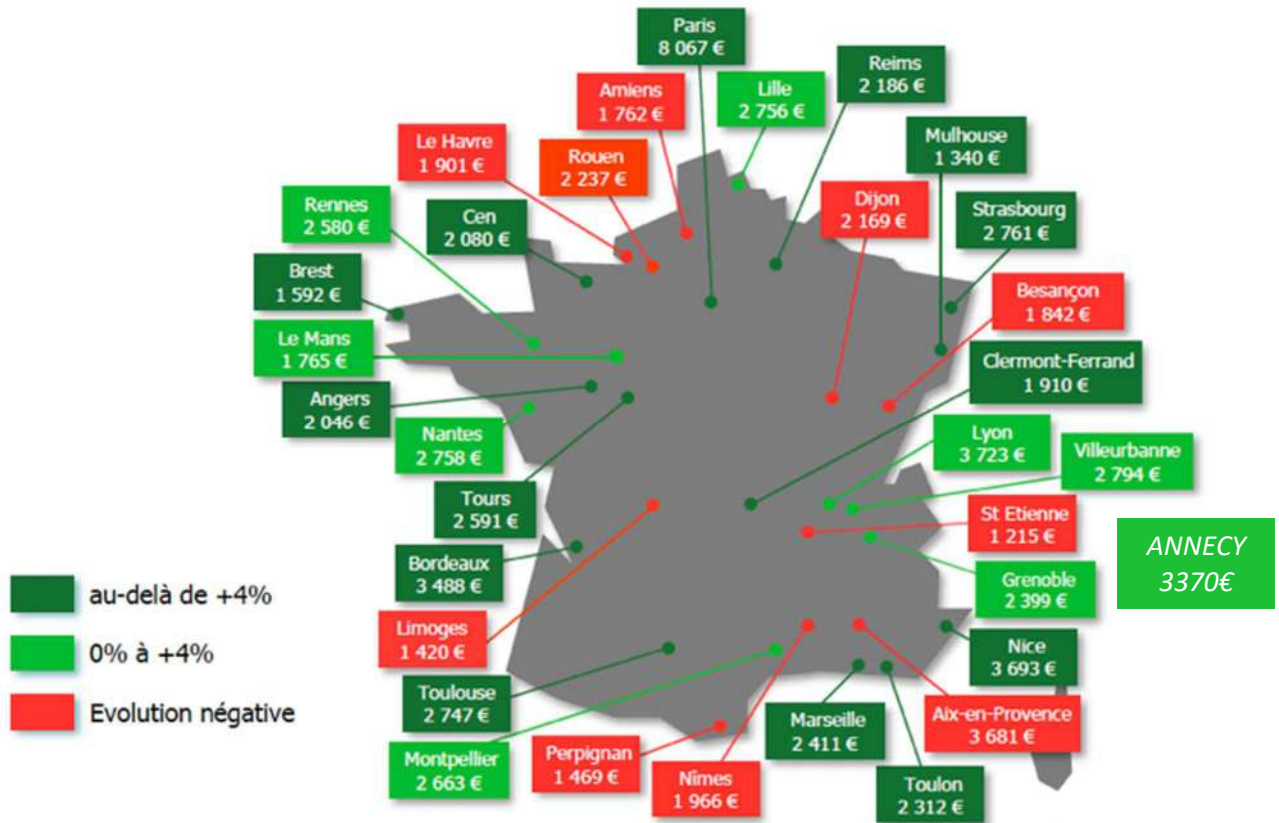 Paris
8 067 €
Reims
2 186 €
Amiens
1 762 €
Lille
2 756 €
Le Havre
1 901 €
Rouen
2 237 €
Mulhouse
1 340 €
Rennes
2 580 €
Cen
2 080 €
Dijon
2 169 €
Strasbourg
2 761 €
Brest
1 592 €
Besançon
1 842 €
Le Mans
1 765 €
Clermont-Ferrand
1 910 €
Angers
2 046 €
Nantes
2 758 €
Lyon
3 723 €
Villeurbanne
2 794 €
Tours
2 591 €
St Etienne
1 215 €
ANNECY
3370€
Bordeaux
3 488 €
Grenoble
2 399 €
au-delà de +4%
0% à +4%
Evolution négative
Limoges
1 420 €
Nice
3 693 €
Toulouse
2 747 €
Marseille
2 411 €
Aix-en-Provence
3 681 €
Montpellier
2 663 €
Perpignan
1 469 €
Nîmes
1 966 €
Toulon
2 312 €